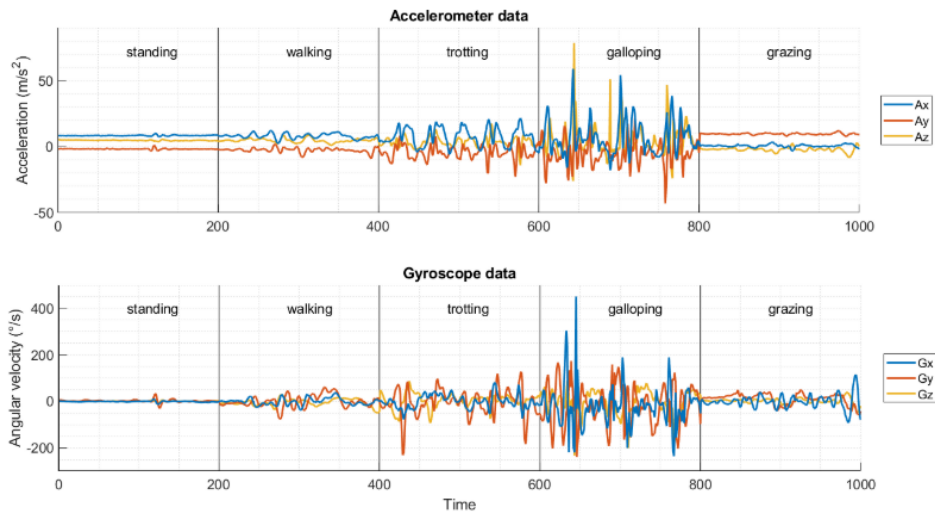 Accelerometer data
standing walking trotting galloping grazing
Acceleration (m/s²)
50
0
-50
0 200 400 600 800 1000
Ax
Ay
Az
Gyroscope data
standing walking trotting galloping grazing
Angular velocity (°/s)
400
200
0
-200
0 200 400 600 800 1000
Time
Gx
Gy
Gz